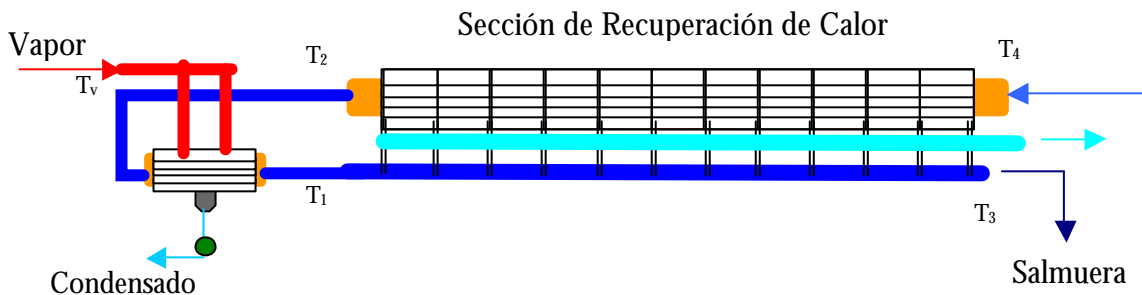 Sección de Recuperación de Calor
Vapor
Tv
T2
T4
T1
T3
Condensado
Salmuera